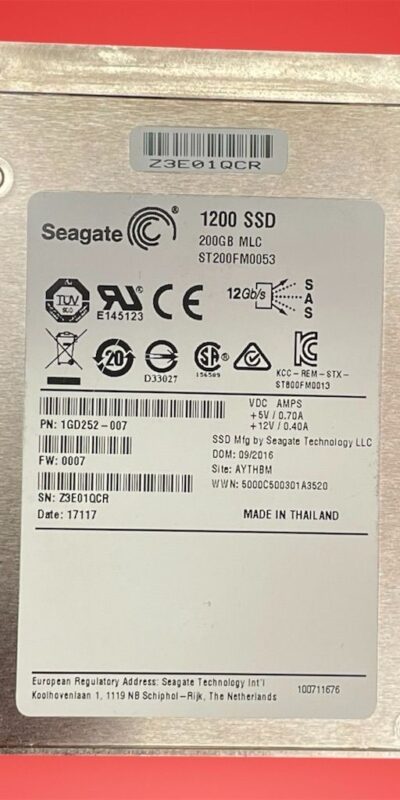 Z3E01QCR
Seagate ®
1200 SSD
200GB MLC
ST200FM0053
TÜV
E145123
12Gb/s
SAS
20
D33027
KCC-REM-STX-
ST800FM0013
PN: 1GD252-007
VDC AMPS
+5V / 0.70A
+12V / 0.40A
FW: 0007
SSD Mfg by Seagate Technology LLC
DOM: 09/2016
Site: AYTHBM
WWN: 5000C500301A3520
SN: Z3E01QCR
Date: 17117
MADE IN THAILAND
European Regulatory Address: Seagate Technology Int'l
Koolhovenlaan 1, 1119 NB Schiphol-Rijk, The Netherlands
100711676